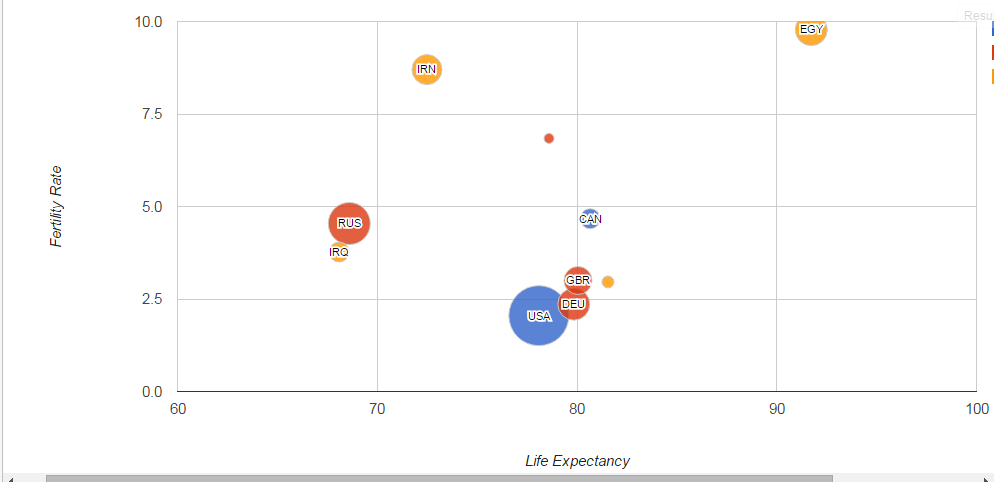 Resu
10.0
EGY
IRN
7.5
Fertility Rate
5.0
RUS
CAN
IRQ
GBR
2.5
DEU
USA
0.0
60 70 80 90 100
Life Expectancy